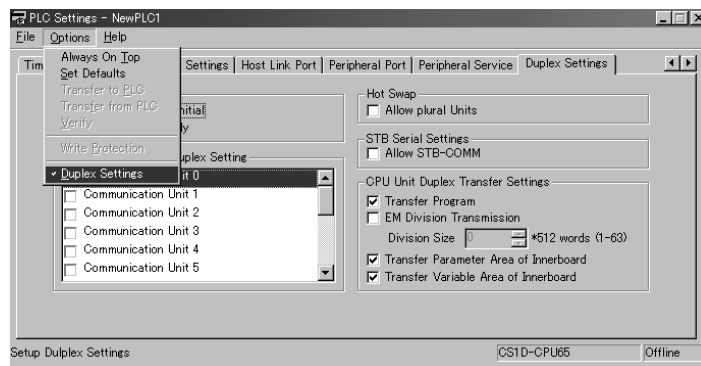 PLC Settings - NewPLC1
File Options Help
Always On Top
Set Defaults
Transfer to PLC
Transfer from PLC
Verify
Write Protection
Duplex Settings
Tim
Settings
Host Link Port
Peripheral Port
Peripheral Service
Duplex Settings
nitial
ly
uplex Setting
it 0
Communication Unit 1
Communication Unit 2
Communication Unit 3
Communication Unit 4
Communication Unit 5
Hot Swap
Allow plural Units
STB Serial Settings
Allow STB-COMM
CPU Unit Duplex Transfer Settings
Transfer Program
EM Division Transmission
Division Size 0 *512 words (1-63)
Transfer Parameter Area of Innerboard
Transfer Variable Area of Innerboard
Setup Dulplex Settings
CS1D-CPU65
Offline